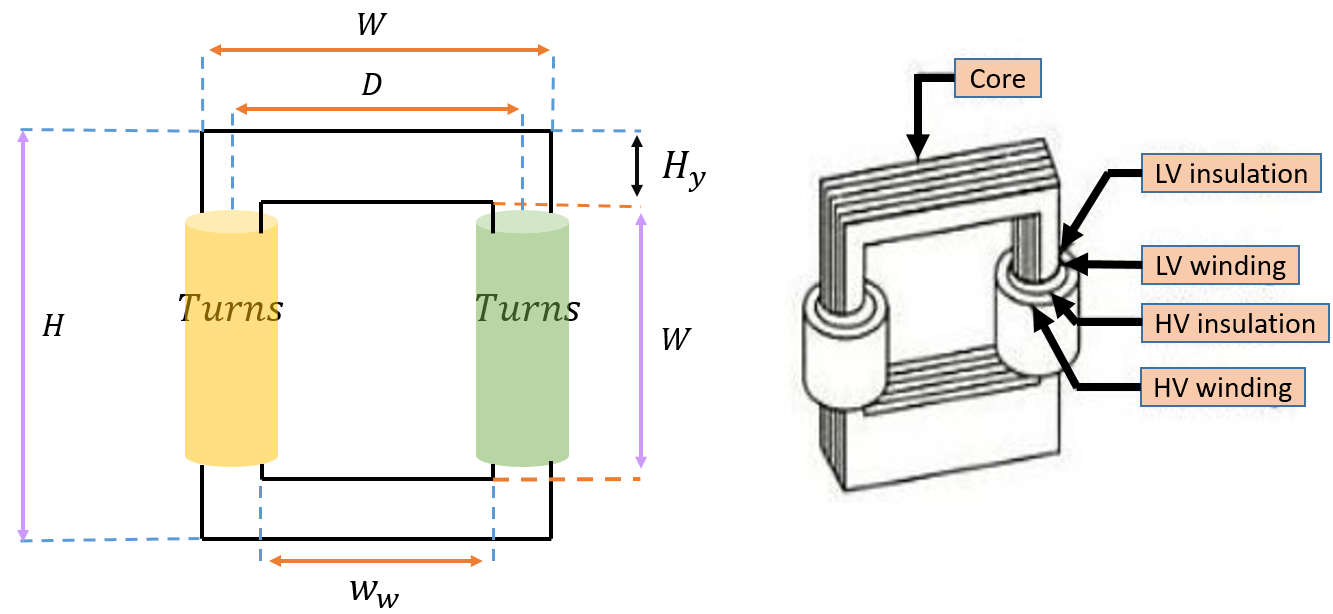 W
D
H_y
Turns
Turns
H
W
w_w
Core
LV insulation
LV winding
HV insulation
HV winding